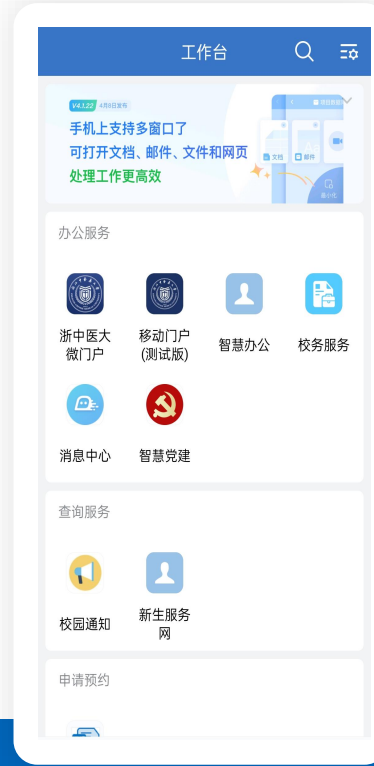 工作台
V4.1.22 4月8日发布
手机上支持多窗口了
可打开文档、邮件、文件和网页
处理工作更高效
文档
邮件
最小化
办公服务
浙中医大
微门户
移动门户
(测试版)
智慧办公
校务服务
消息中心
智慧党建
查询服务
校园通知
新生服务
网
申请预约